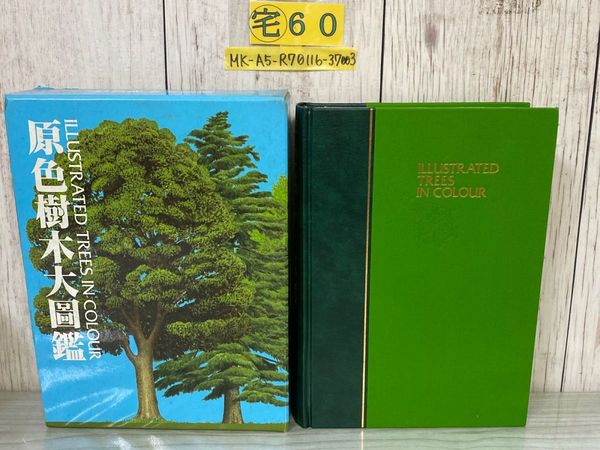 宅60
MK-A5-R70116-37003
ILLUSTRATED TREES IN COLOUR
原色樹木大圖鑑
ILLUSTRATED
TREES
IN COLOUR